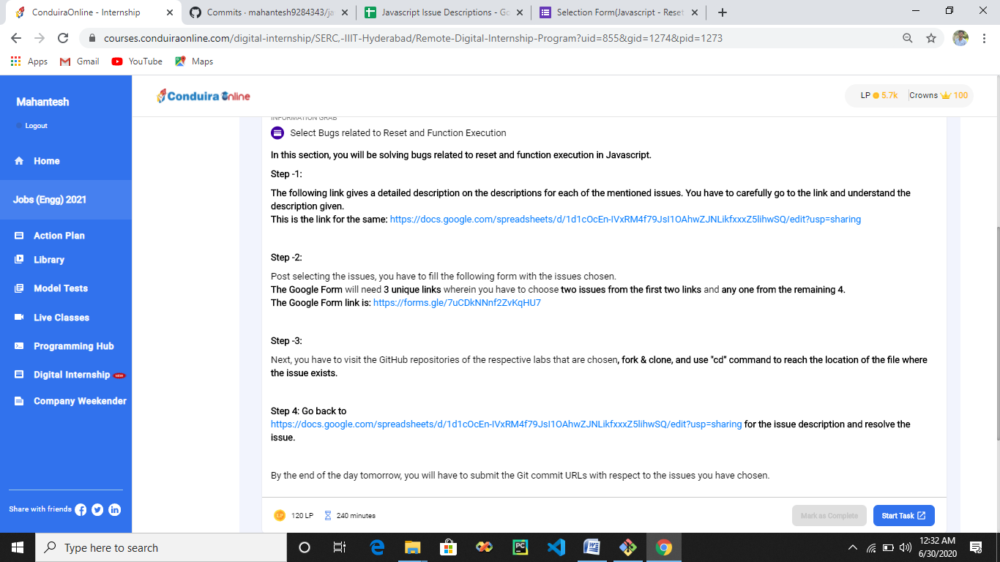 ConduiraOnline - Internship
Commits · mahantesh9284343/ja
Javascript Issue Descriptions - Go
Selection Form(Javascript - Reset
courses.conduiraonline.com/digital-internship/SERC,-IIIT-Hyderabad/Remote-Digital-Internship-Program?uid=855&gid=1274&pid=1273
Apps
Gmail
YouTube
Maps
Mahantesh
Logout
Home
Jobs (Engg) 2021
Action Plan
Library
Model Tests
Live Classes
Programming Hub
Digital Internship NEW
Company Weekender
Share with friends
Conduira Online
LP 5.7k Crowns 100
INFORMATION GRAB
Select Bugs related to Reset and Function Execution
In this section, you will be solving bugs related to reset and function execution in Javascript.
Step -1:
The following link gives a detailed description on the descriptions for each of the mentioned issues. You have to carefully go to the link and understand the
description given.
This is the link for the same: https://docs.google.com/spreadsheets/d/1d1cOcEn-IVxRM4f79JsI1OAhwZJNLikfxxxZ5lihwSQ/edit?usp=sharing
Step -2:
Post selecting the issues, you have to fill the following form with the issues chosen.
The Google Form will need 3 unique links wherein you have to choose two issues from the first two links and any one from the remaining 4.
The Google Form link is: https://forms.gle/7uCDkNNnf2ZvKqHU7
Step -3:
Next, you have to visit the GitHub repositories of the respective labs that are chosen, fork & clone, and use "cd" command to reach the location of the file where
the issue exists.
Step 4: Go back to
https://docs.google.com/spreadsheets/d/1d1cOcEn-IVxRM4f79JsI1OAhwZJNLikfxxxZ5lihwSQ/edit?usp=sharing for the issue description and resolve the
issue.
By the end of the day tomorrow, you will have to submit the Git commit URLs with respect to the issues you have chosen.
LP 120 LP 240 minutes
Mark as Complete
Start Task
Type here to search
12:32 AM
6/30/2020